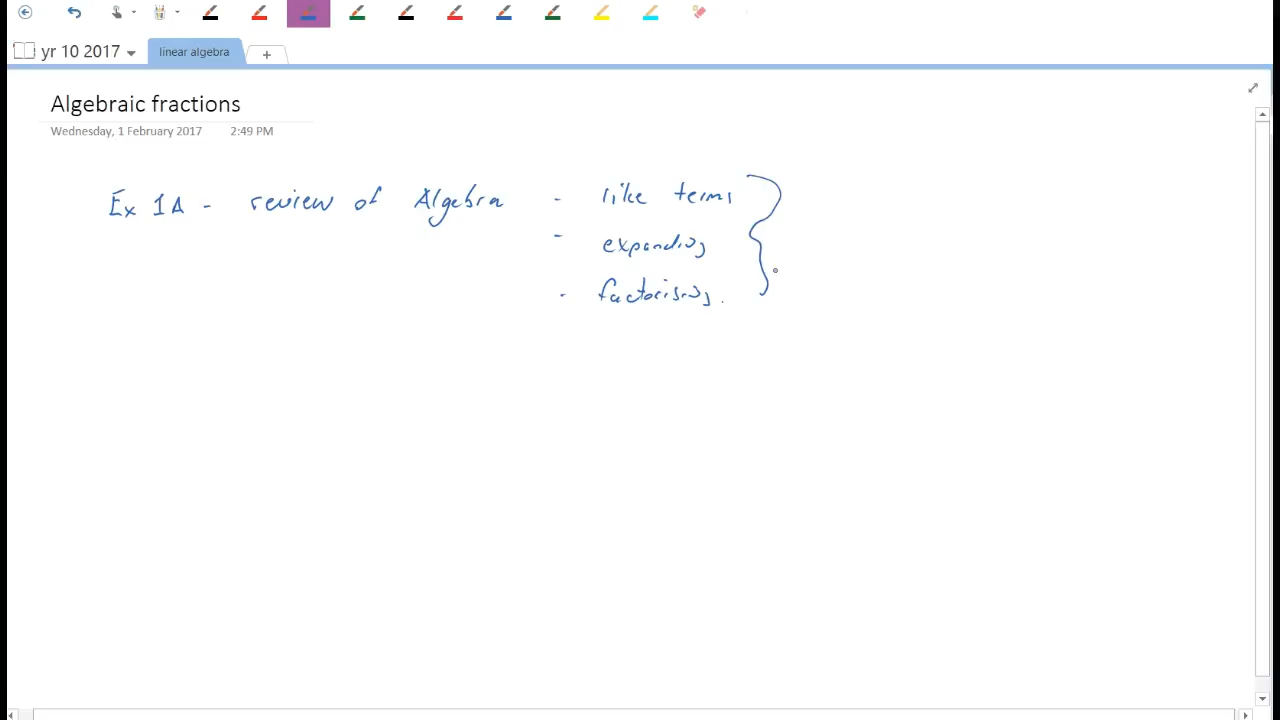 yr 10 2017
linear algebra
Algebraic fractions
Wednesday, 1 February 2017 2:49 PM
Ex 1A - review of Algebra - like terms
- expanding
- factorising.